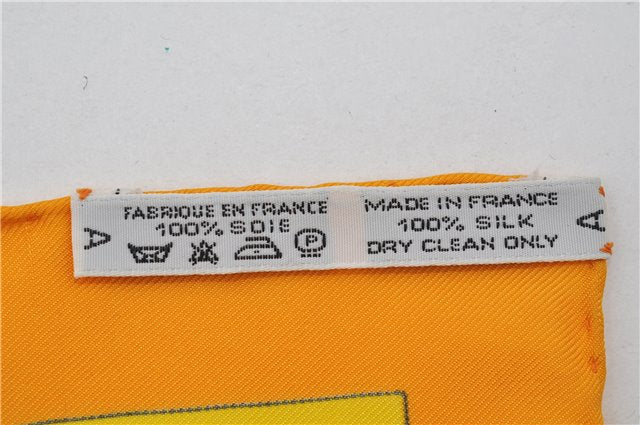 A
FABRIQUE EN FRANCE
100% SOIE
P
MADE IN FRANCE
100% SILK
DRY CLEAN ONLY
A